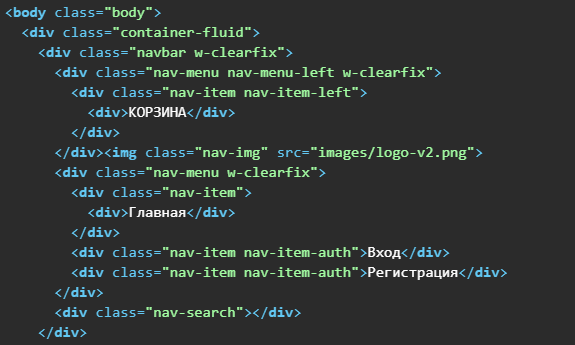 <body class="body">
  <div class="container-fluid">
    <div class="navbar w-clearfix">
      <div class="nav-menu nav-menu-left w-clearfix">
        <div class="nav-item nav-item-left">
          <div>КОРЗИНА</div>
        </div>
      </div><img class="nav-img" src="images/logo-v2.png">
      <div class="nav-menu w-clearfix">
        <div class="nav-item">
          <div>Главная</div>
        </div>
        <div class="nav-item nav-item-auth">Вход</div>
        <div class="nav-item nav-item-auth">Регистрация</div>
      </div>
      <div class="nav-search"></div>
    </div>